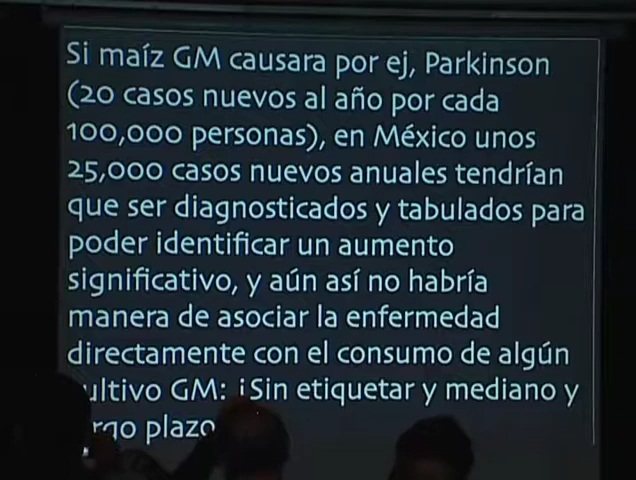 Si maíz GM causara por ej, Parkinson
(20 casos nuevos al año por cada
100,000 personas), en México unos
25,000 casos nuevos anuales tendrían
que ser diagnosticados y tabulados para
poder identificar un aumento
significativo, y aún así no habría
manera de asociar la enfermedad
directamente con el consumo de algún
ultivo GM: ¡Sin etiquetar y mediano y
plazo